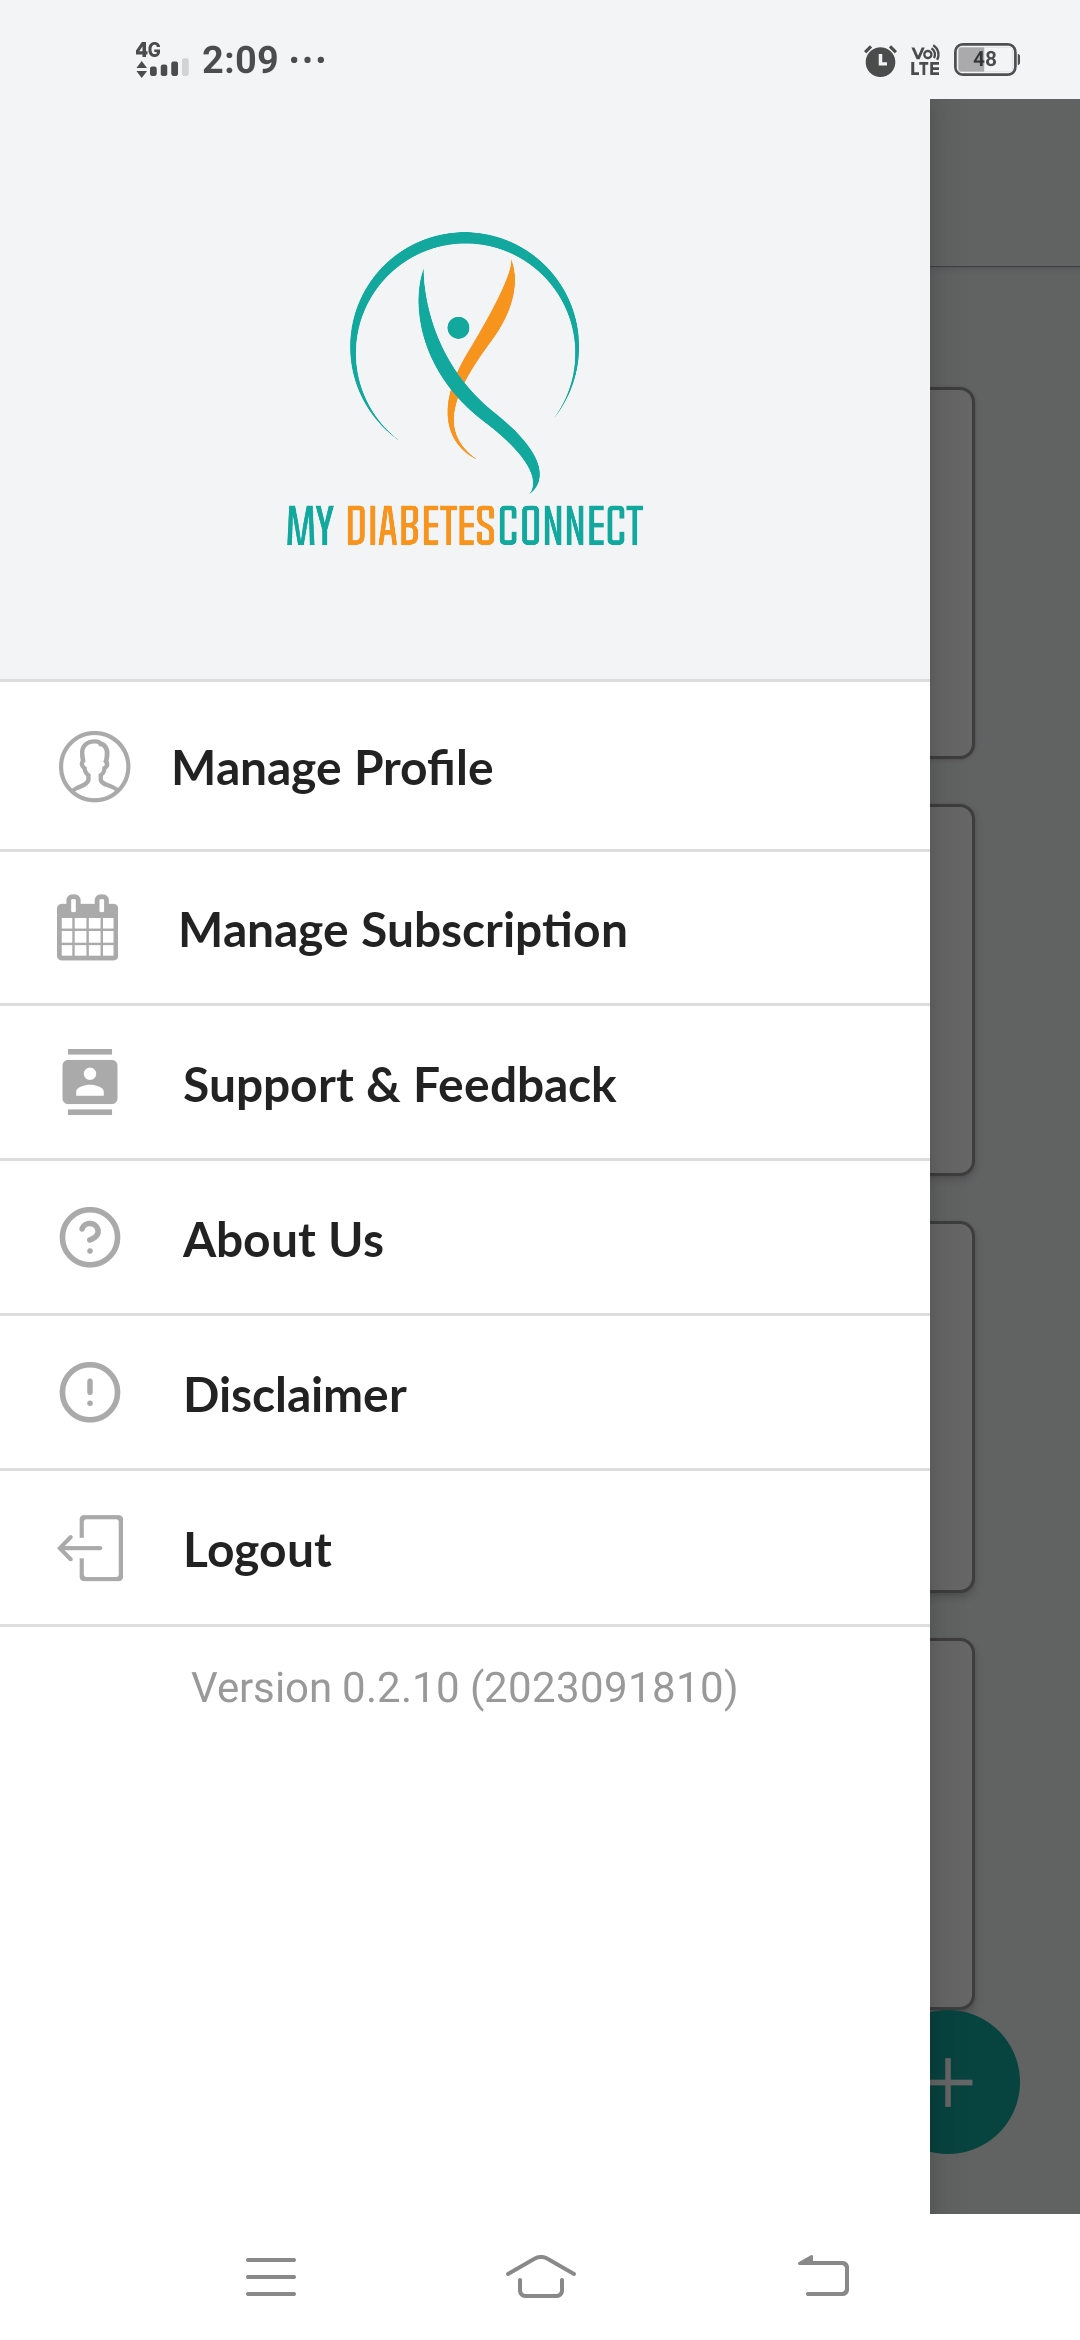 4G 2:09 ... Vo) LTE 48
MY DIABETESCONNECT
Manage Profile
Manage Subscription
Support & Feedback
About Us
Disclaimer
Logout
Version 0.2.10 (2023091810)